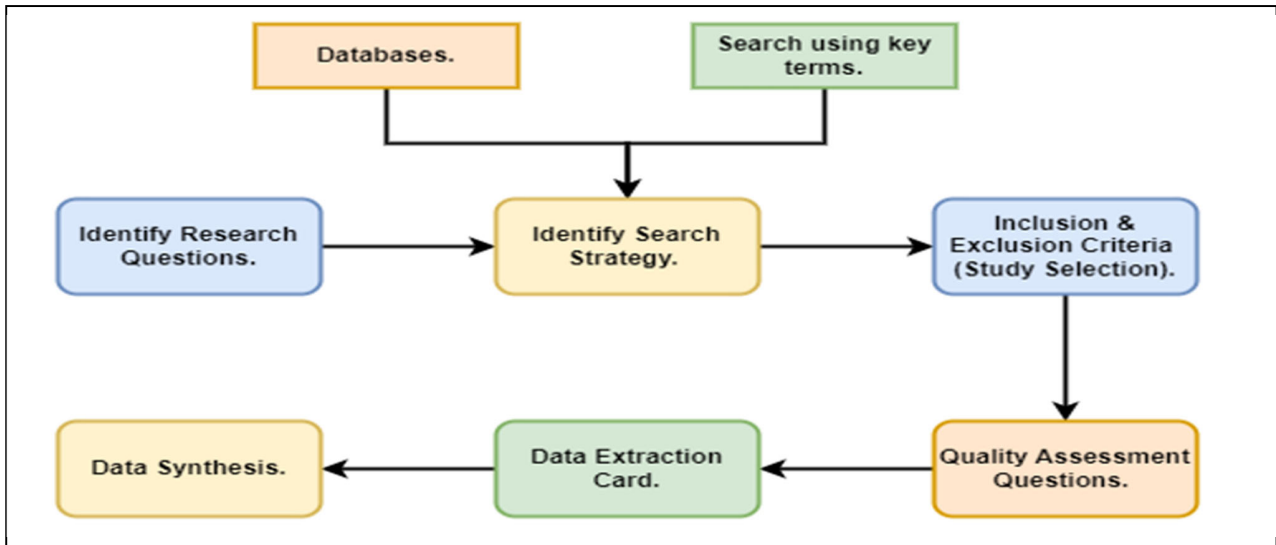 Databases.
Search using key
terms.
Identify Research
Questions.
Identify Search
Strategy.
Inclusion &
Exclusion Criteria
(Study Selection).
Data Synthesis.
Data Extraction
Card.
Quality Assessment
Questions.